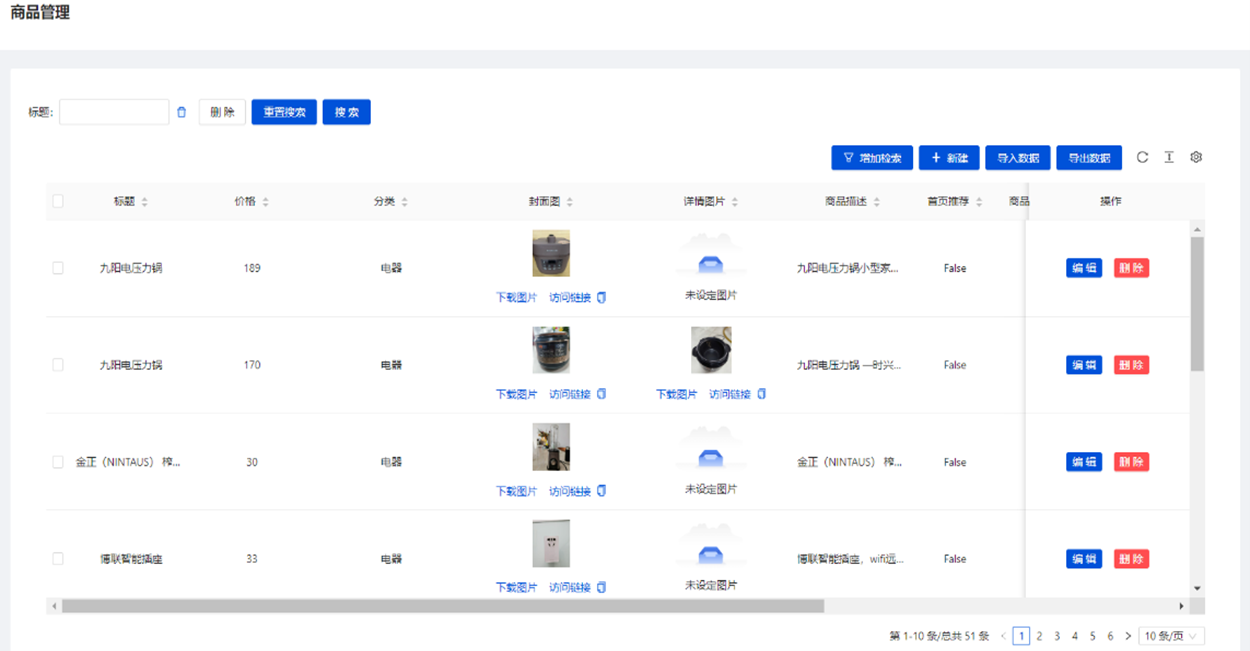 商品管理
标题: 删 除 重置搜索 搜 索
增加检索 新建 导入数据 导出数据
标题 价格 分类 封面图 详情图片 商品描述 首页推荐 商品 操作
九阳电压力锅 189 电器 九阳电压力锅小型家... False 编 辑 删 除
下载图片 访问链接 未设定图片
九阳电压力锅 170 电器 九阳电压力锅 一时兴... False 编 辑 删 除
下载图片 访问链接 下载图片 访问链接
金正（NINTAUS） 榨... 30 电器 金正（NINTAUS） 榨... False 编 辑 删 除
下载图片 访问链接 未设定图片
博联智能插座 33 电器 博联智能插座，wifi远... False 编 辑 删 除
下载图片 访问链接 未设定图片
第 1-10 条/总共 51 条 < 1 2 3 4 5 6 > 10 条/页